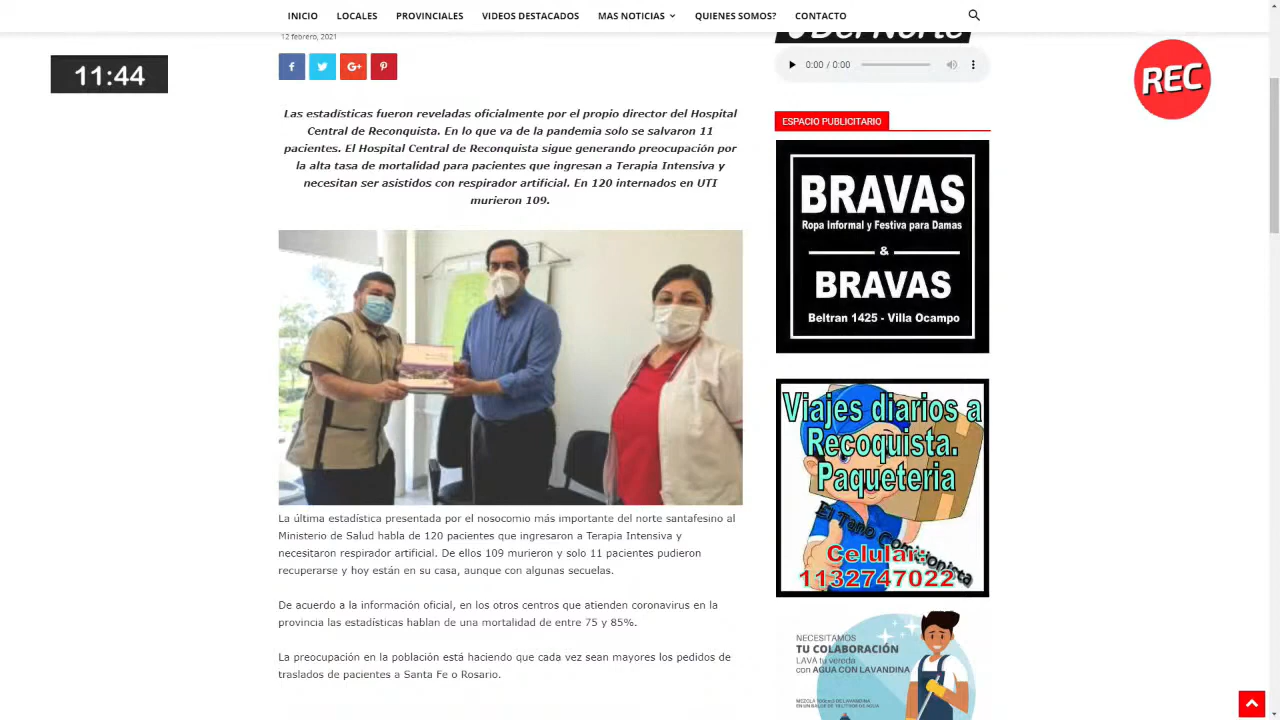 INICIO LOCALES PROVINCIALES VIDEOS DESTACADOS MAS NOTICIAS QUIENES SOMOS? CONTACTO
12 febrero, 2021
11:44
f
G+
0:00 / 0:00
REC
Las estadísticas fueron reveladas oficialmente por el propio director del Hospital
Central de Reconquista. En lo que va de la pandemia solo se salvaron 11
pacientes. El Hospital Central de Reconquista sigue generando preocupación por
la alta tasa de mortalidad para pacientes que ingresan a Terapia Intensiva y
necesitan ser asistidos con respirador artificial. En 120 internados en UTI
murieron 109.
La última estadística presentada por el nosocomio más importante del norte santafesino al
Ministerio de Salud habla de 120 pacientes que ingresaron a Terapia Intensiva y
necesitaron respirador artificial. De ellos 109 murieron y solo 11 pacientes pudieron
recuperarse y hoy están en su casa, aunque con algunas secuelas.
De acuerdo a la información oficial, en los otros centros que atienden coronavirus en la
provincia las estadísticas hablan de una mortalidad de entre 75 y 85%.
La preocupación en la población está haciendo que cada vez sean mayores los pedidos de
traslados de pacientes a Santa Fe o Rosario.
ESPACIO PUBLICITARIO
BRAVAS
Ropa Informal y Festiva para Damas
&
BRAVAS
Beltran 1425 - Villa Ocampo
Viajes diarios a
Recoquista.
Paqueteria
El Tano Comisionista
Celular:
1132747022
NECESITAMOS
TU COLABORACIÓN
LAVÁ tu vereda
con AGUA CON LAVANDINA